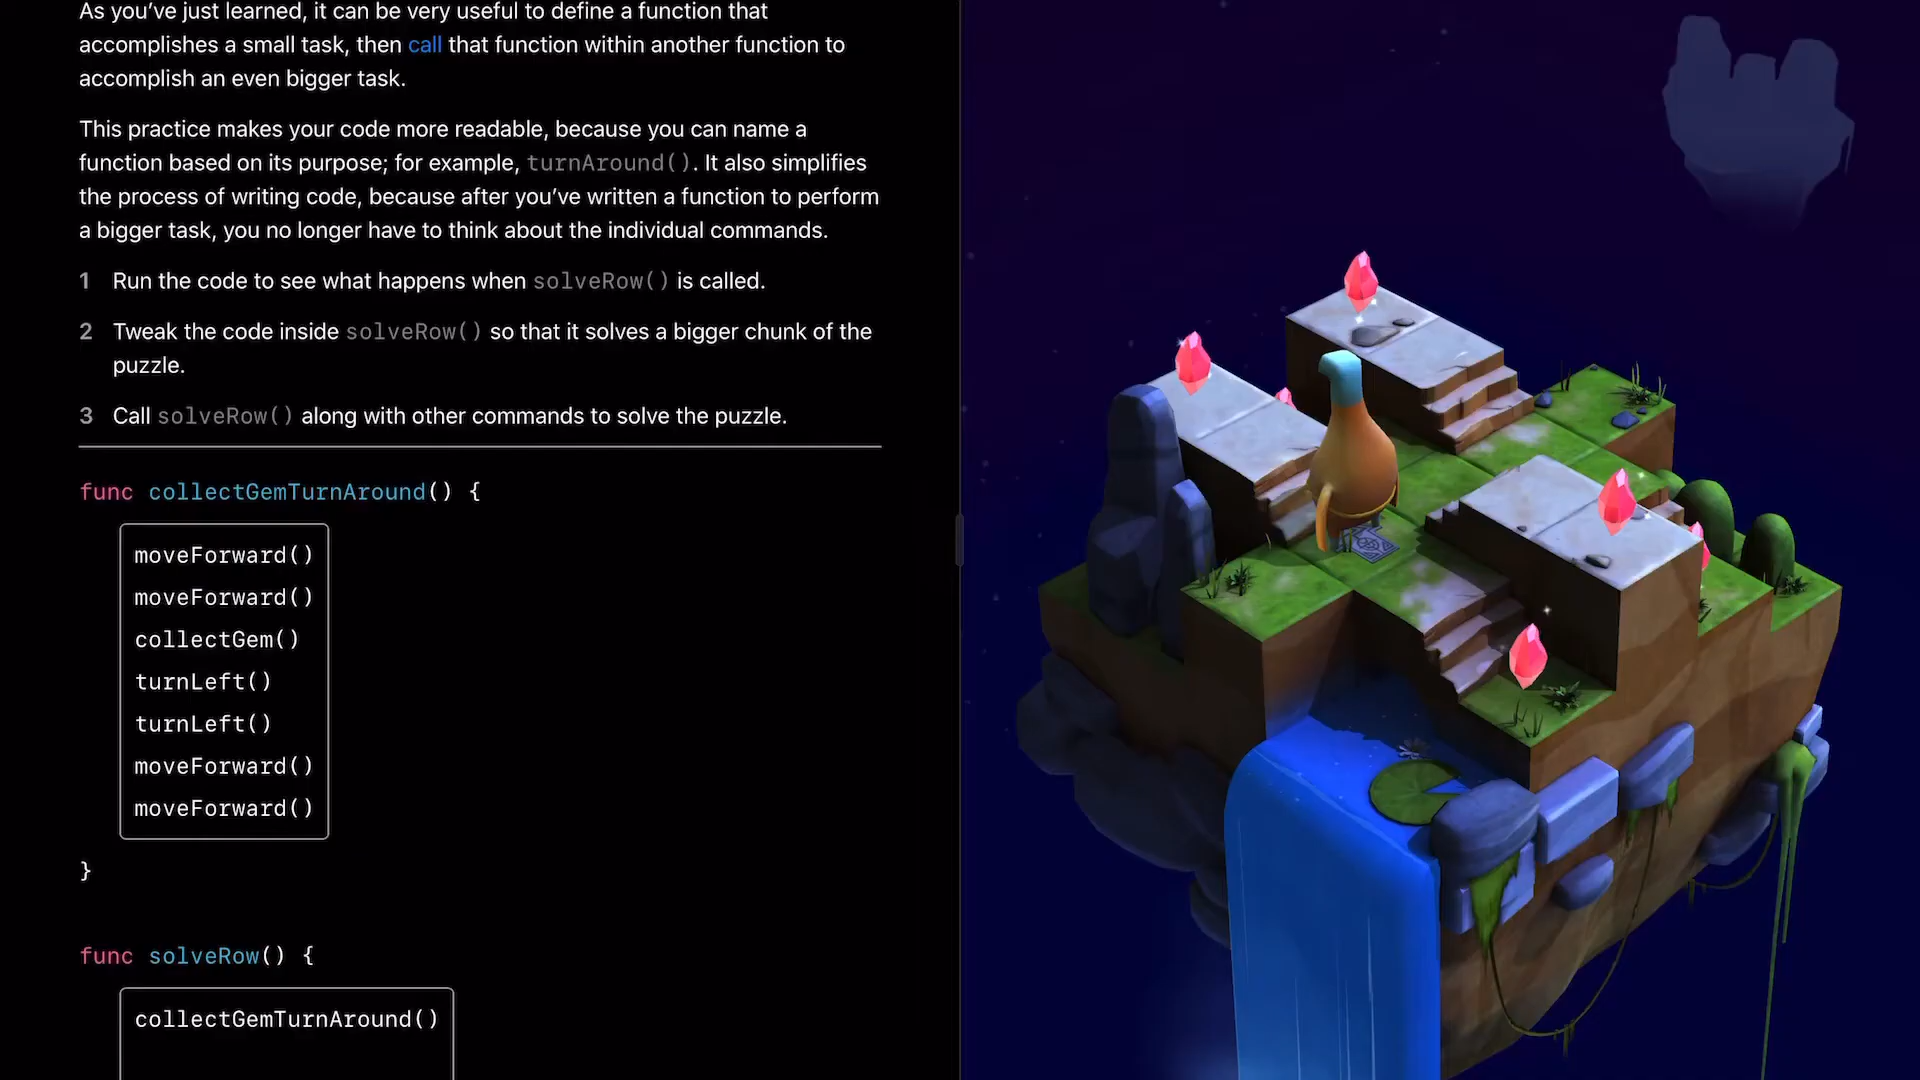 As you’ve just learned, it can be very useful to define a function that
accomplishes a small task, then call that function within another function to
accomplish an even bigger task.
This practice makes your code more readable, because you can name a
function based on its purpose; for example, turnAround(). It also simplifies
the process of writing code, because after you’ve written a function to perform
a bigger task, you no longer have to think about the individual commands.
1 Run the code to see what happens when solveRow() is called.
2 Tweak the code inside solveRow() so that it solves a bigger chunk of the
puzzle.
3 Call solveRow() along with other commands to solve the puzzle.
func collectGemTurnAround() {
moveForward()
moveForward()
collectGem()
turnLeft()
turnLeft()
moveForward()
moveForward()
}
func solveRow() {
collectGemTurnAround()